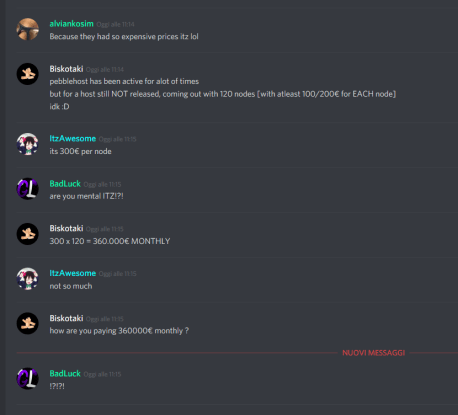 alviankosim Oggi alle 11:14
Because they had so expensive prices itz lol
Biskotaki Oggi alle 11:14
pebblehost has been active for alot of times
but for a host still NOT released, coming out with 120 nodes [with atleast 100/200€ for EACH node]
idk :D
ItzAwesome Oggi alle 11:15
its 300€ per node
BadLuck Oggi alle 11:15
are you mental ITZ!?!
Biskotaki Oggi alle 11:15
300 x 120 = 360.000€ MONTHLY
ItzAwesome Oggi alle 11:15
not so much
Biskotaki Oggi alle 11:15
how are you paying 360000€ monthly ?
NUOVI MESSAGGI
BadLuck Oggi alle 11:15
!?!?!